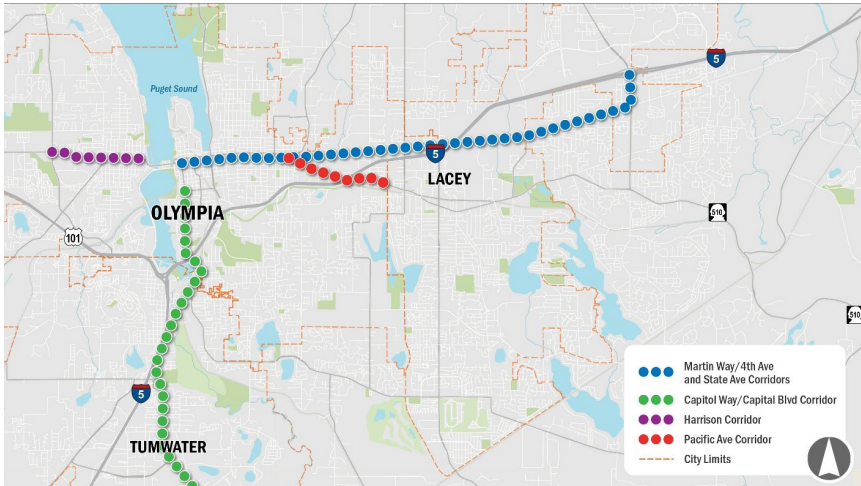 5
Puget Sound
5
LACEY
OLYMPIA
510
101
510
Martin Way/4th Ave
and State Ave Corridors
5
Capitol Way/Capital Blvd Corridor
Harrison Corridor
TUMWATER
Pacific Ave Corridor
City Limits